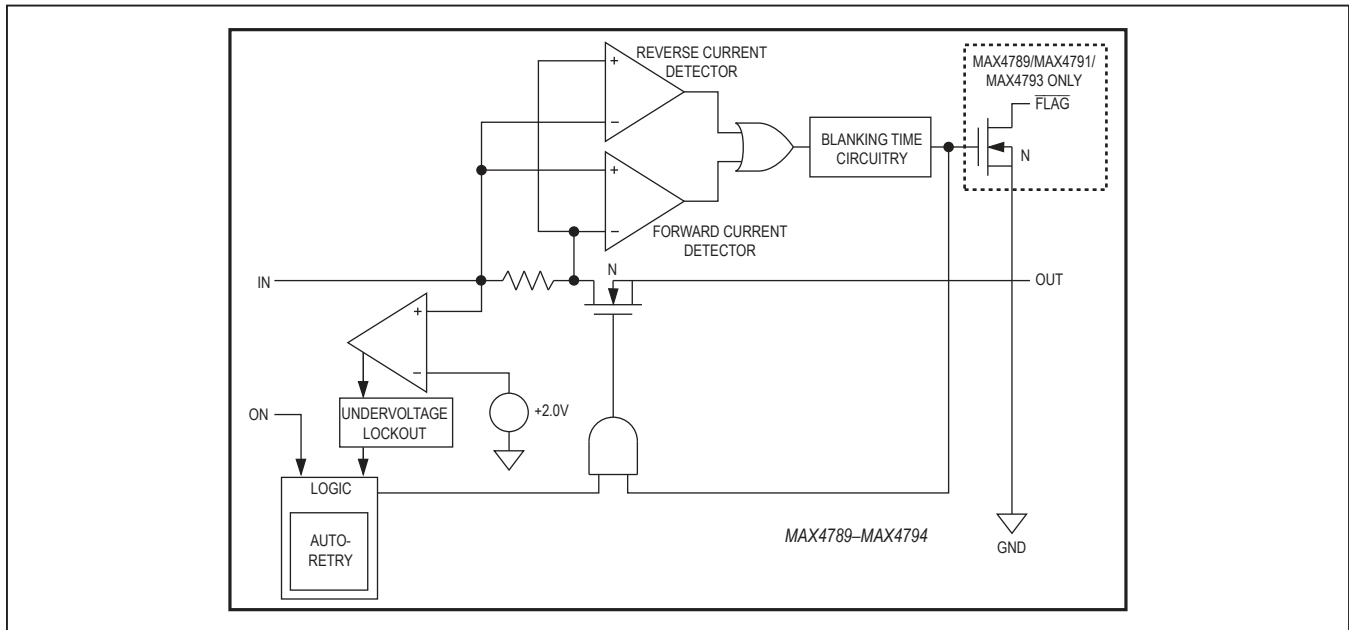 REVERSE CURRENT
DETECTOR
+
−
MAX4789/MAX4791/
MAX4793 ONLY
FLAG
BLANKING TIME
CIRCUITRY
N
+
−
FORWARD CURRENT
DETECTOR
IN
N
OUT
+
−
+2.0V
ON
UNDERVOLTAGE
LOCKOUT
LOGIC
AUTO-
RETRY
MAX4789–MAX4794
GND